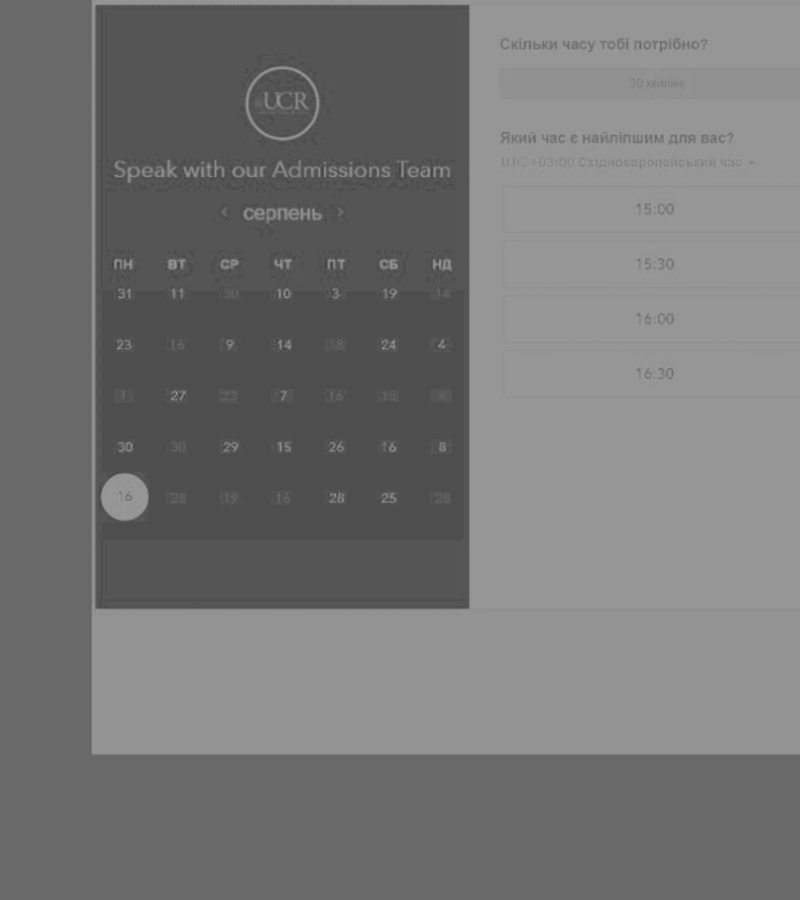 UCR
Speak with our Admissions Team
< серпень >
ПН ВТ СР ЧТ ПТ СБ НД
31 11 30 10 3 19 14
23 16 9 14 18 24 4
1 27 7 16 4
30 30 29 15 26 16 8
16 28 19 16 28 25 28
Скільки часу тобі потрібно?
30 хвилин
Який час є найліпшим для вас?
UTC +03:00 Східноєвропейський час
15:00
15:30
16:00
16:30